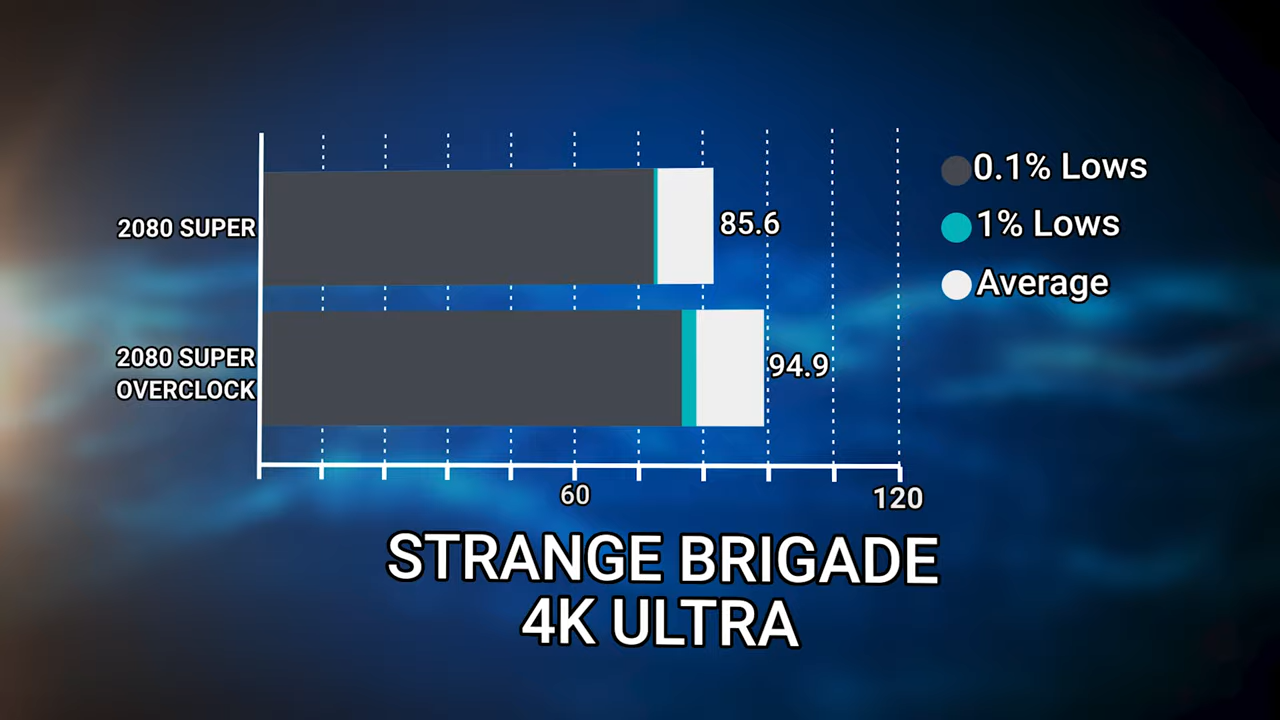 0.1% Lows
1% Lows
Average
2080 SUPER
85.6
2080 SUPER
OVERCLOCK
94.9
60
120
STRANGE BRIGADE
4K ULTRA